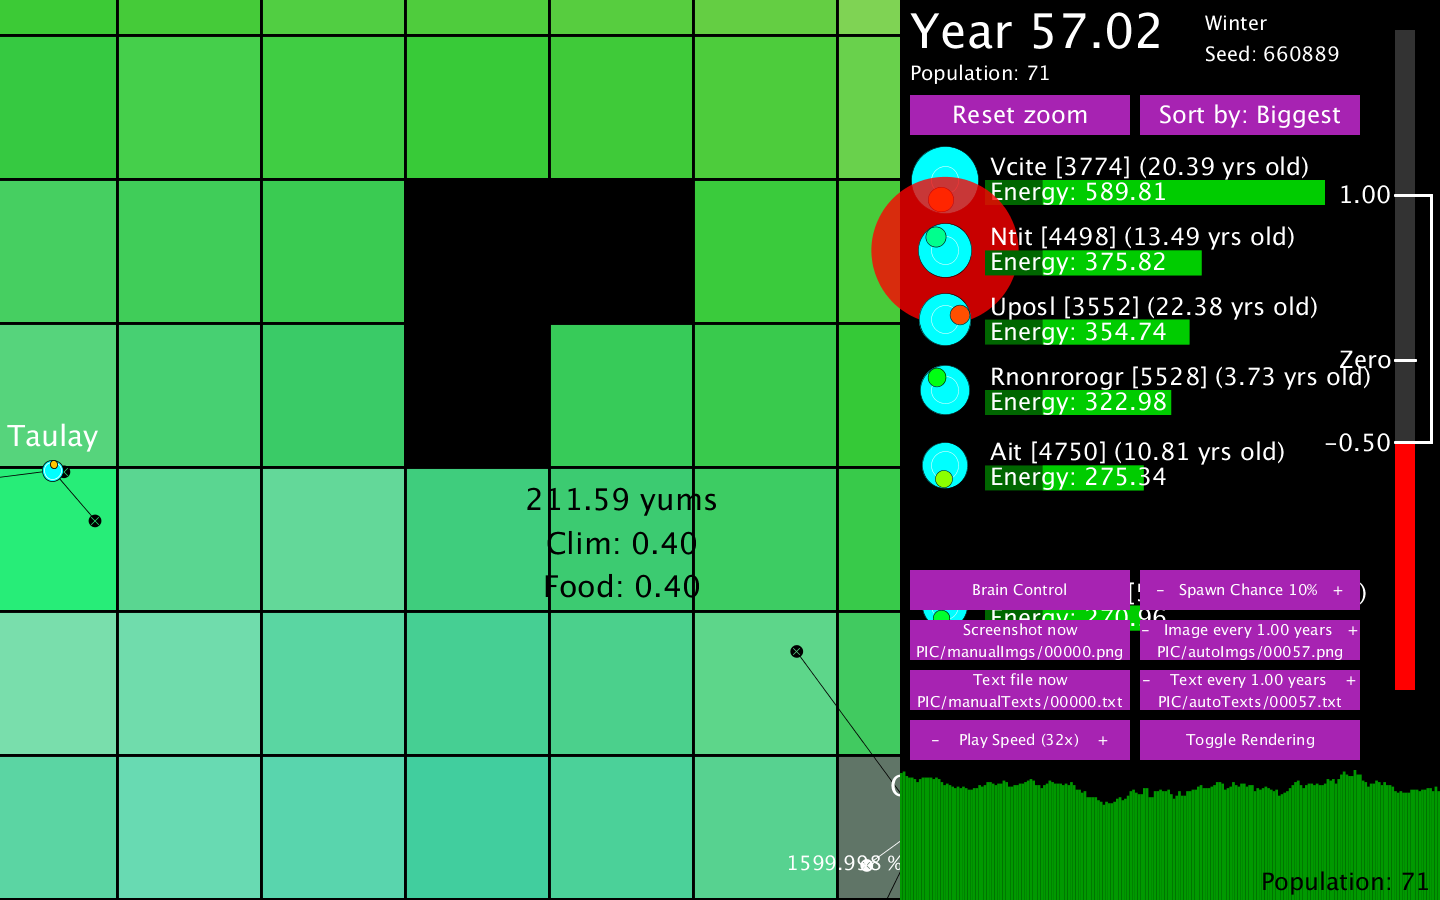 Year 57.02
Winter
Seed: 660889
Population: 71
Reset zoom
Sort by: Biggest
Vcite [3774] (20.39 yrs old)
Energy: 589.81
1.00
Ntit [4498] (13.49 yrs old)
Energy: 375.82
Uposl [3552] (22.38 yrs old)
Energy: 354.74
Zero
Rnonrorogr [5528] (3.73 yrs old)
Energy: 322.98
-0.50
Ait [4750] (10.81 yrs old)
Energy: 275.34
Taulay
211.59 yums
Clim: 0.40
Food: 0.40
Brain Control
- Spawn Chance 10% +
Energy: 270.96
Screenshot now
PIC/manualImgs/00000.png
- Image every 1.00 years +
PIC/autoImgs/00057.png
Text file now
PIC/manualTexts/00000.txt
- Text every 1.00 years +
PIC/autoTexts/00057.txt
- Play Speed (32x) +
Toggle Rendering
1599.998 %
Population: 71